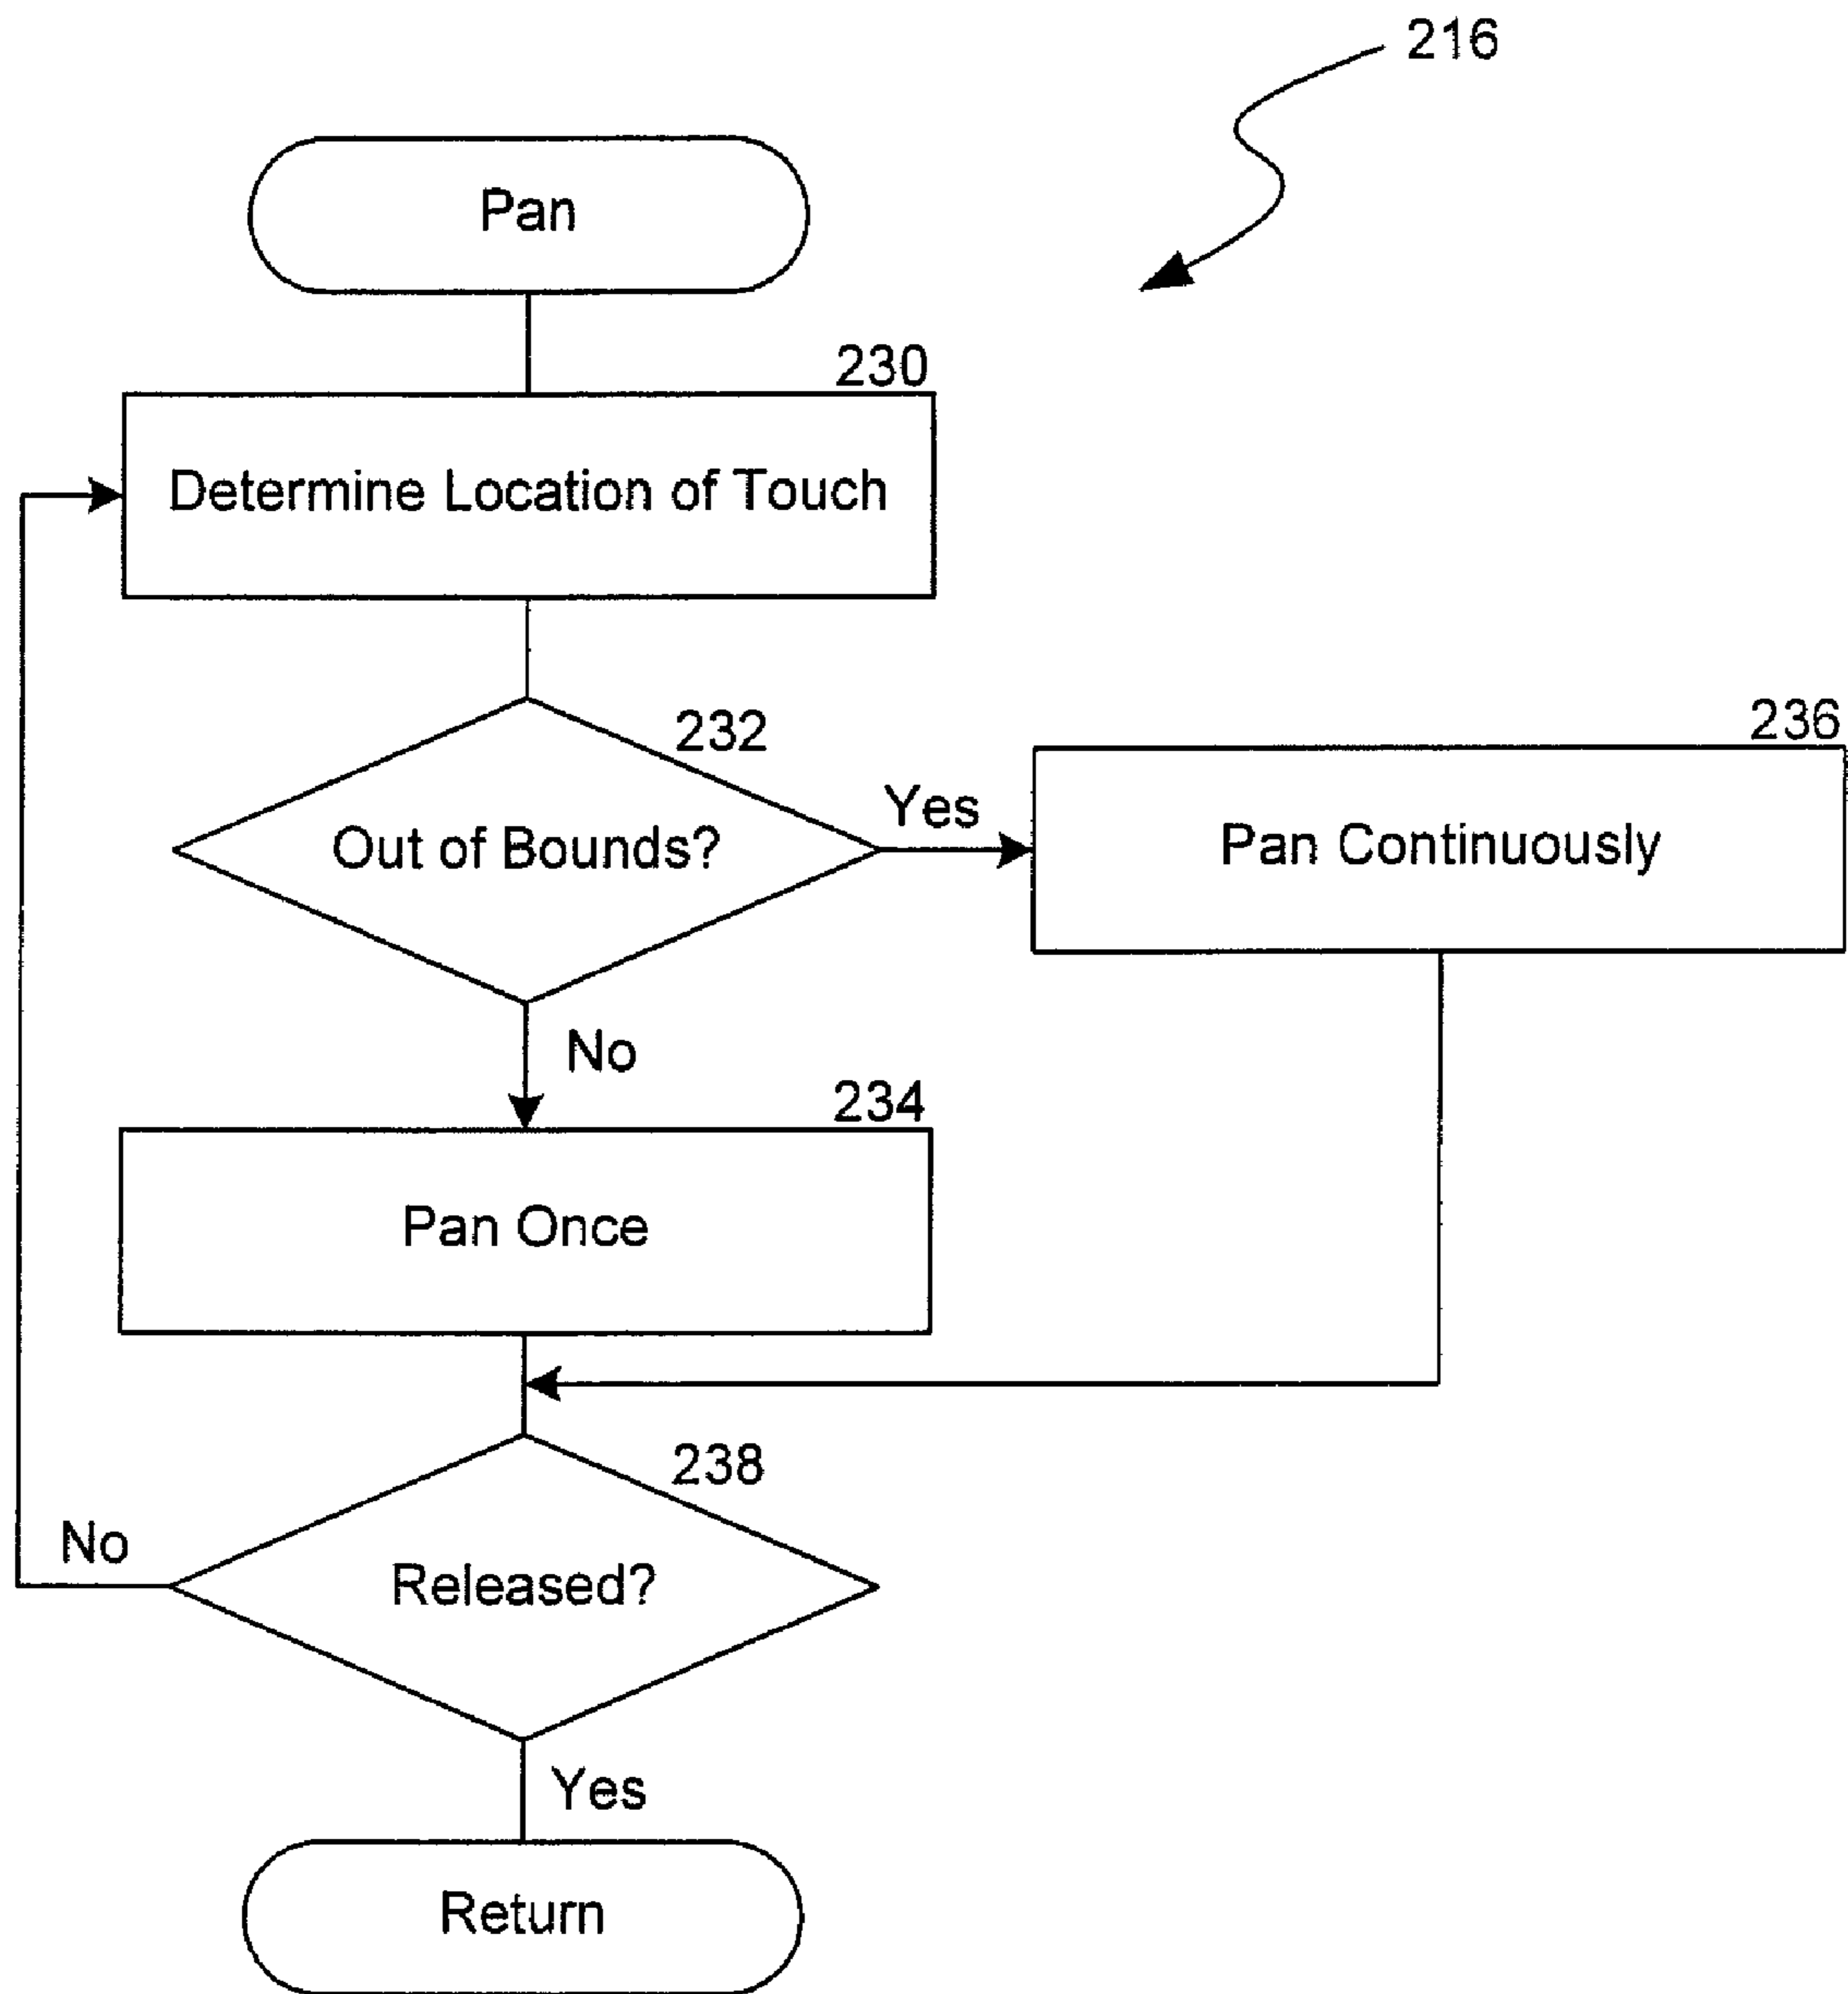 216
Pan
230
Determine Location of Touch
232
236
Yes
Out of Bounds?
Pan Continuously
No
234
Pan Once
238
No
Released?
Yes
Return